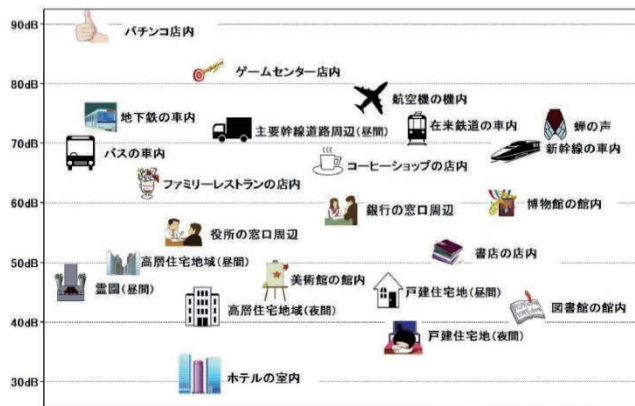 90dB
パチンコ店内
ゲームセンター店内
80dB
航空機の機内
地下鉄の車内
主要幹線道路周辺(昼間)
在来鉄道の車内
蝉の声
70dB
バスの車内
コーヒーショップの店内
新幹線の車内
ファミリーレストランの店内
60dB
銀行の窓口周辺
博物館の館内
役所の窓口周辺
書店の店内
50dB
高層住宅地域(昼間)
霊園(昼間)
美術館の館内
戸建住宅地(昼間)
高層住宅地域(夜間)
図書館の館内
40dB
戸建住宅地(夜間)
ホテルの室内
30dB